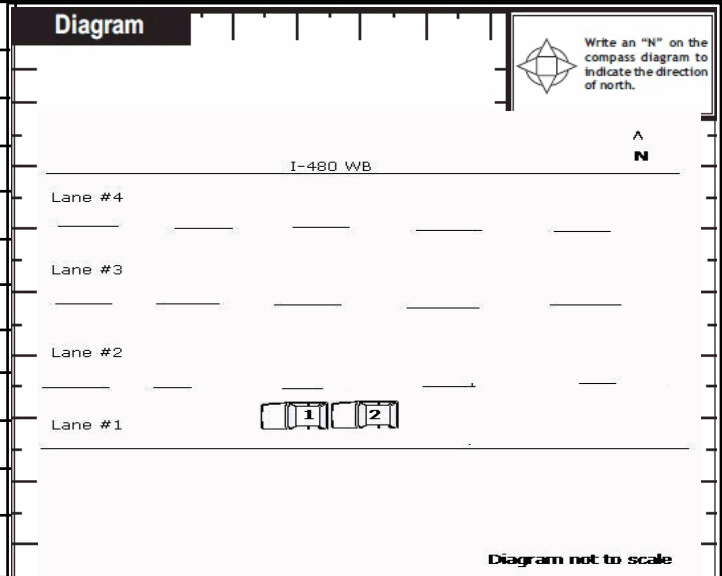 Diagram
Write an “N” on the
compass diagram to
indicate the direction
of north.
^
N
I-480 WB
Lane #4
Lane #3
Lane #2
1 2
Lane #1
Diagram not to scale